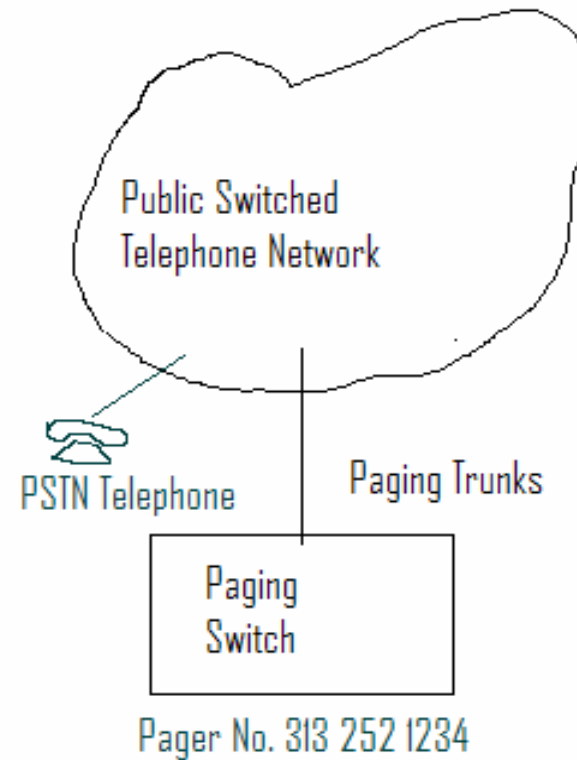 Public Switched
Telephone Network
PSTN Telephone
Paging Trunks
Paging
Switch
Pager No. 313 252 1234